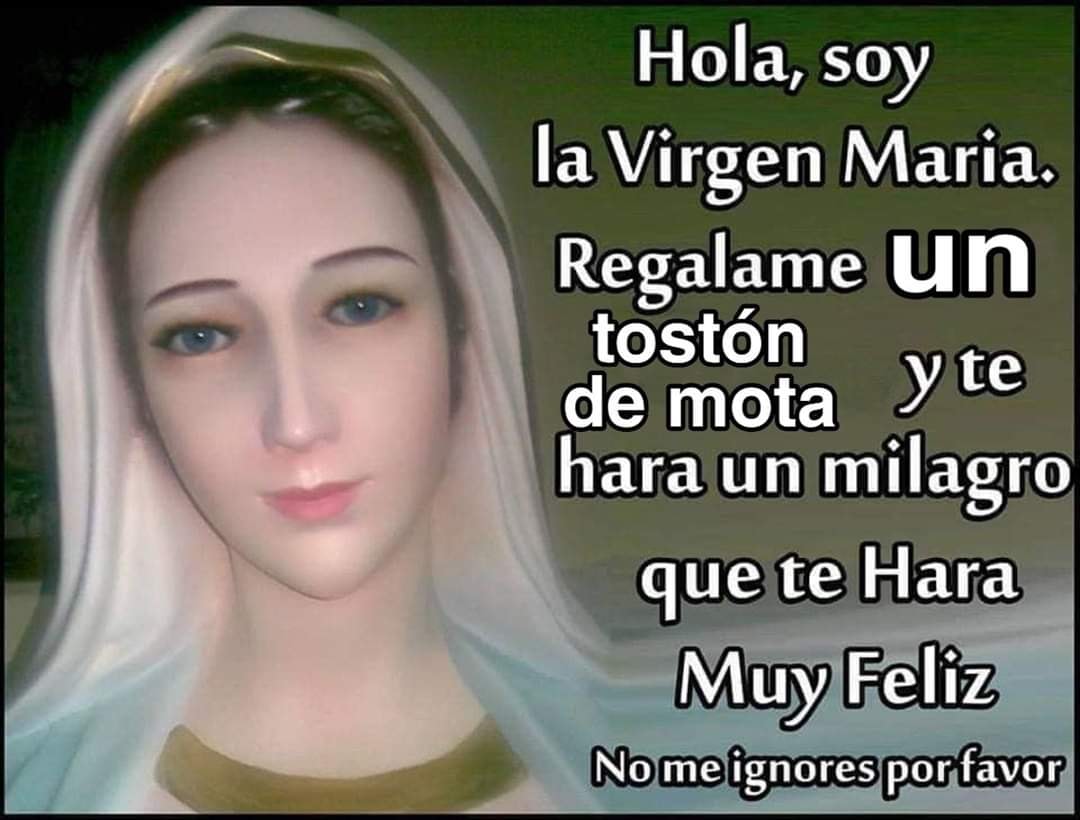 Hola, soy
la Virgen Maria.
Regalame un
tostón
de mota y te
hara un milagro
que te Hara
Muy Feliz
No me ignores por favor